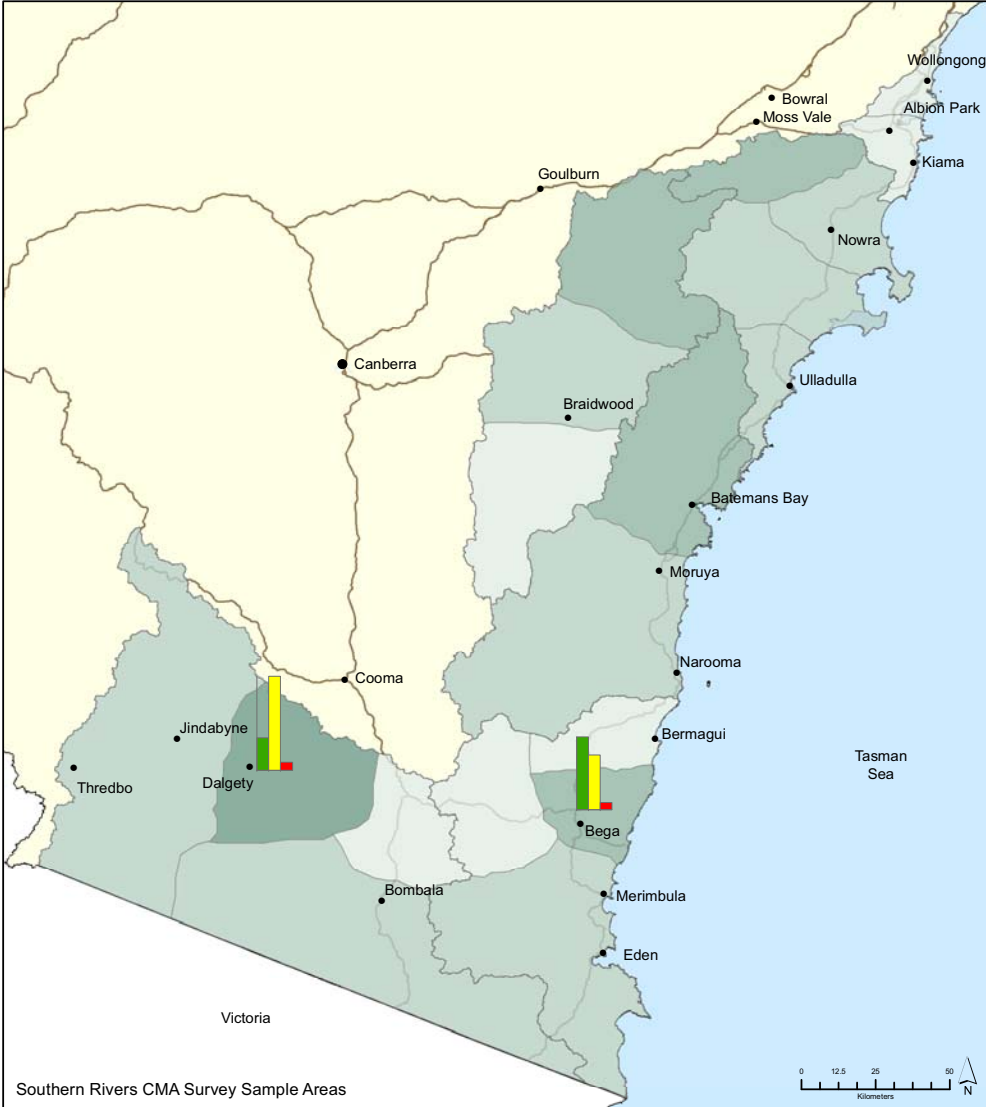 Wollongong
Bowral
Albion Park
Moss Vale
Kiama
Goulburn
Nowra
Canberra
Ulladulla
Braidwood
Batemans Bay
Moruya
Narooma
Cooma
Jindabyne
Bermagui
Tasman
Sea
Thredbo
Dalgety
Bega
Bombala
Merimbula
Eden
Victoria
0 12.5 25 50
Kilometers
N
Southern Rivers CMA Survey Sample Areas